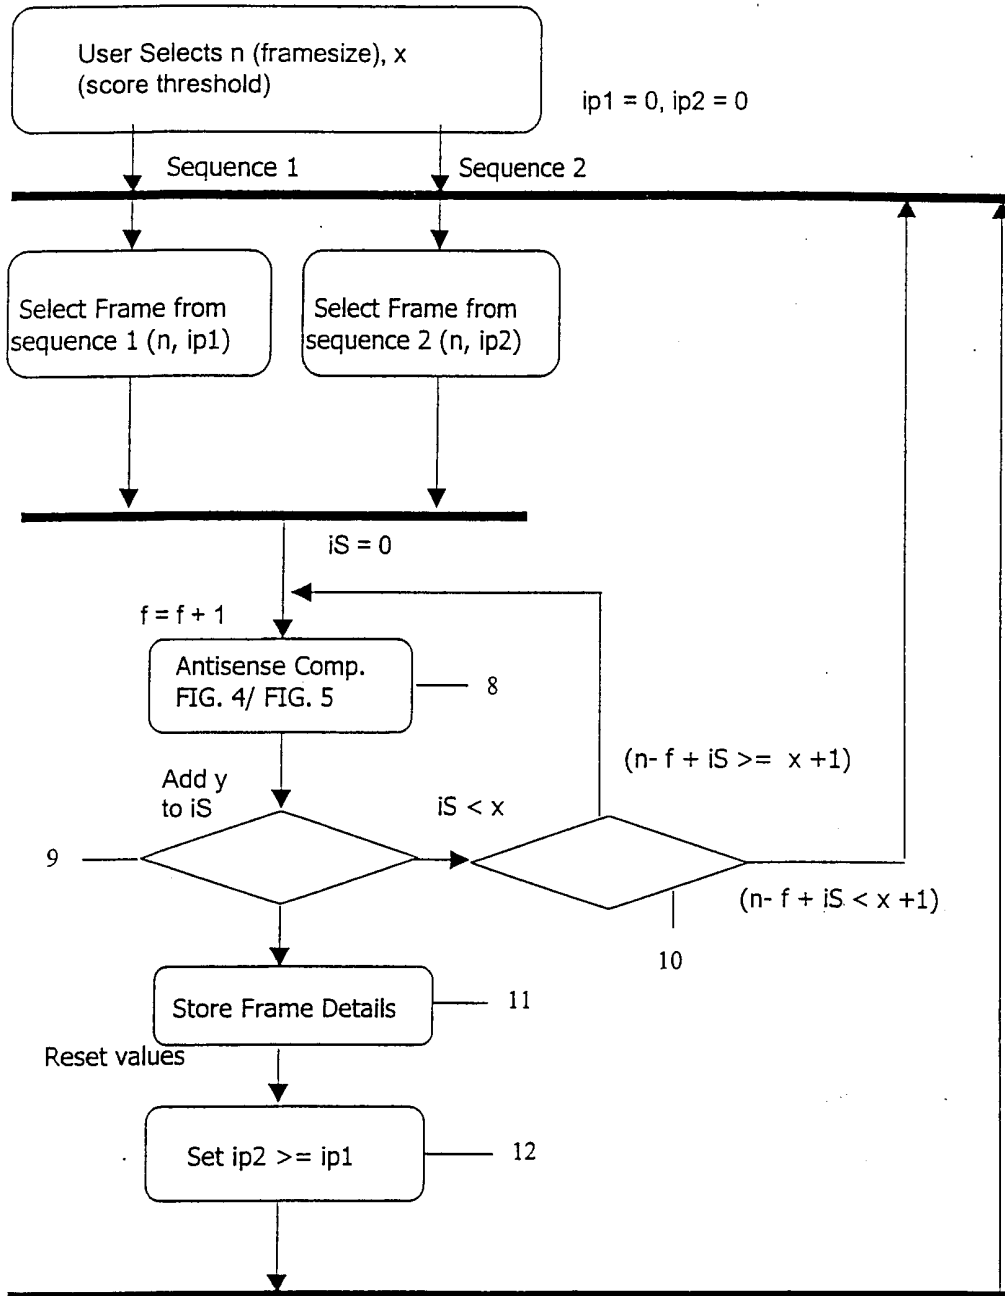 User Selects n (framesize), x
(score threshold)
ip1 = 0, ip2 = 0
Sequence 1
Sequence 2
Select Frame from
sequence 1 (n, ip1)
Select Frame from
sequence 2 (n, ip2)
iS = 0
f = f + 1
Antisense Comp.
FIG. 4/ FIG. 5
8
(n- f + iS >= x +1)
Add y
to iS
iS < x
9
(n- f + iS < x +1)
10
Store Frame Details
11
Reset values
Set ip2 >= ip1
12